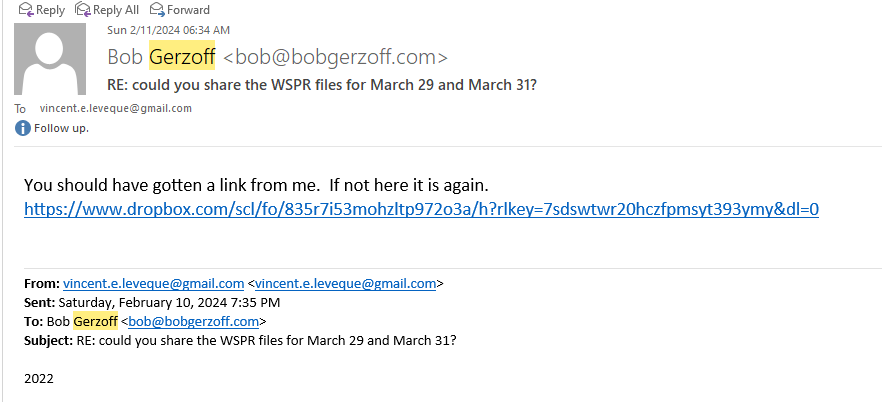 Reply Reply All Forward
Sun 2/11/2024 06:34 AM
Bob Gerzoff <bob@bobgerzoff.com>
RE: could you share the WSPR files for March 29 and March 31?
To vincent.e.leveque@gmail.com
Follow up.
You should have gotten a link from me. If not here it is again.
https://www.dropbox.com/scl/fo/835r7i53mohzltp972o3a/h?rlkey=7sdswtwr20hczfpmsyt393ymy&dl=0
From: vincent.e.leveque@gmail.com <vincent.e.leveque@gmail.com>
Sent: Saturday, February 10, 2024 7:35 PM
To: Bob Gerzoff <bob@bobgerzoff.com>
Subject: RE: could you share the WSPR files for March 29 and March 31?
2022